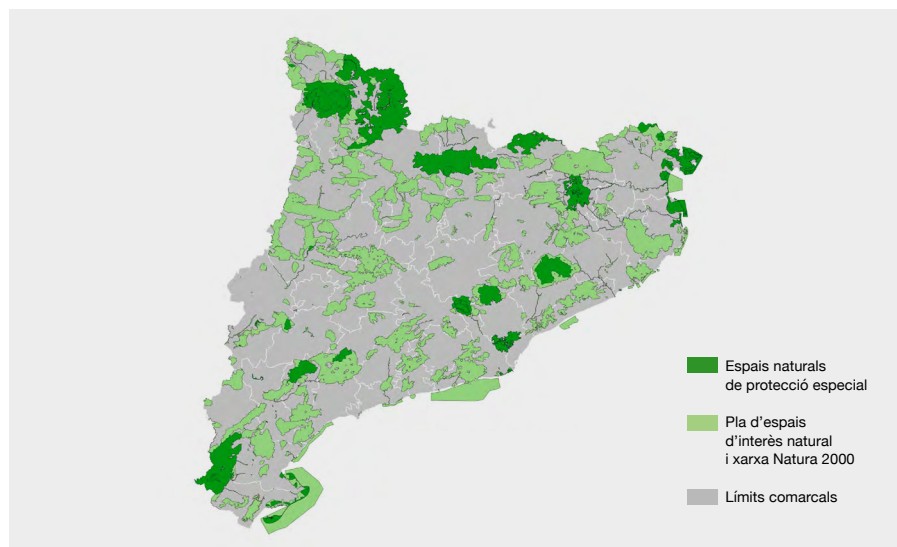 Espais naturals
de protecció especial
Pla d'espais
d'interès natural
i xarxa Natura 2000
Límits comarcals